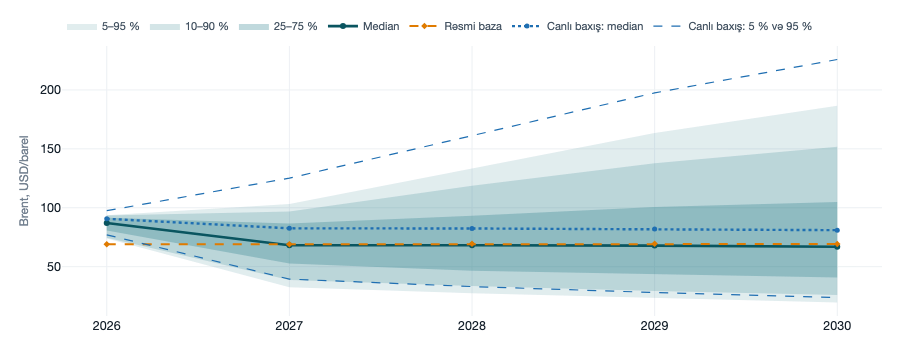 5–95 % 10–90 % 25–75 % Median Rəsmi baza Canlı baxış: median Canlı baxış: 5 % və 95 %
Brent, USD/barel
200
150
100
50
2026 2027 2028 2029 2030